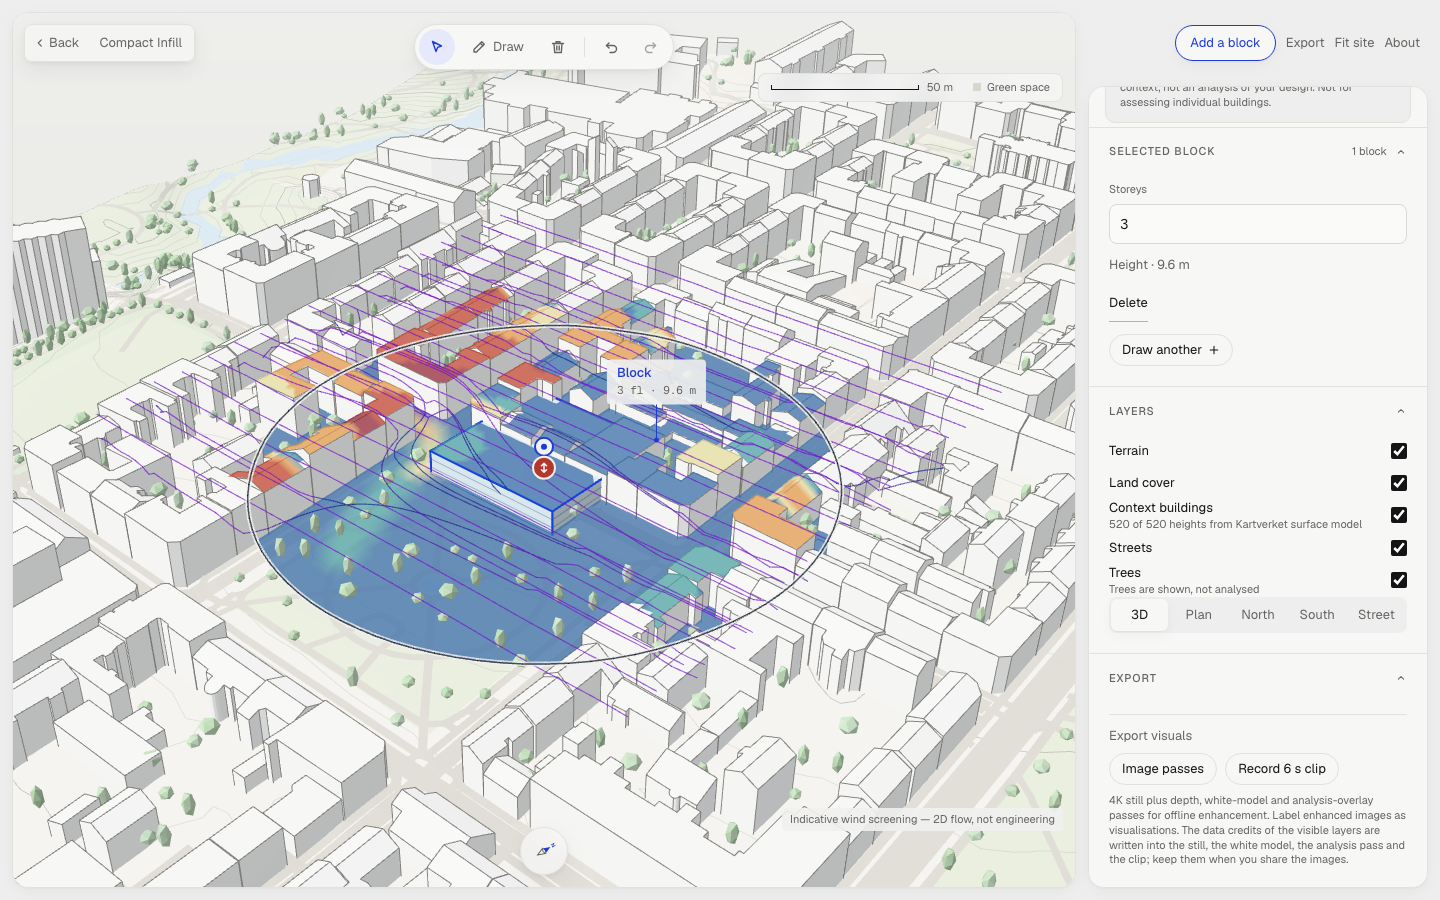 Back
Compact Infill
Draw
50 m
Green space
Add a block
Export
Fit site
About
context, not an analysis of your design. Not for
assessing individual buildings.
SELECTED BLOCK
1 block
Storeys
3
Height · 9.6 m
Delete
Draw another +
LAYERS
Terrain
Land cover
Context buildings
520 of 520 heights from Kartverket surface model
Streets
Trees
Trees are shown, not analysed
3D
Plan
North
South
Street
EXPORT
Export visuals
Image passes
Record 6 s clip
4K still plus depth, white-model and analysis-overlay
passes for offline enhancement. Label enhanced images as
visualisations. The data credits of the visible layers are
written into the still, the white model, the analysis pass and
the clip; keep them when you share the images.
Block
3 fl · 9.6 m
Indicative wind screening — 2D flow, not engineering